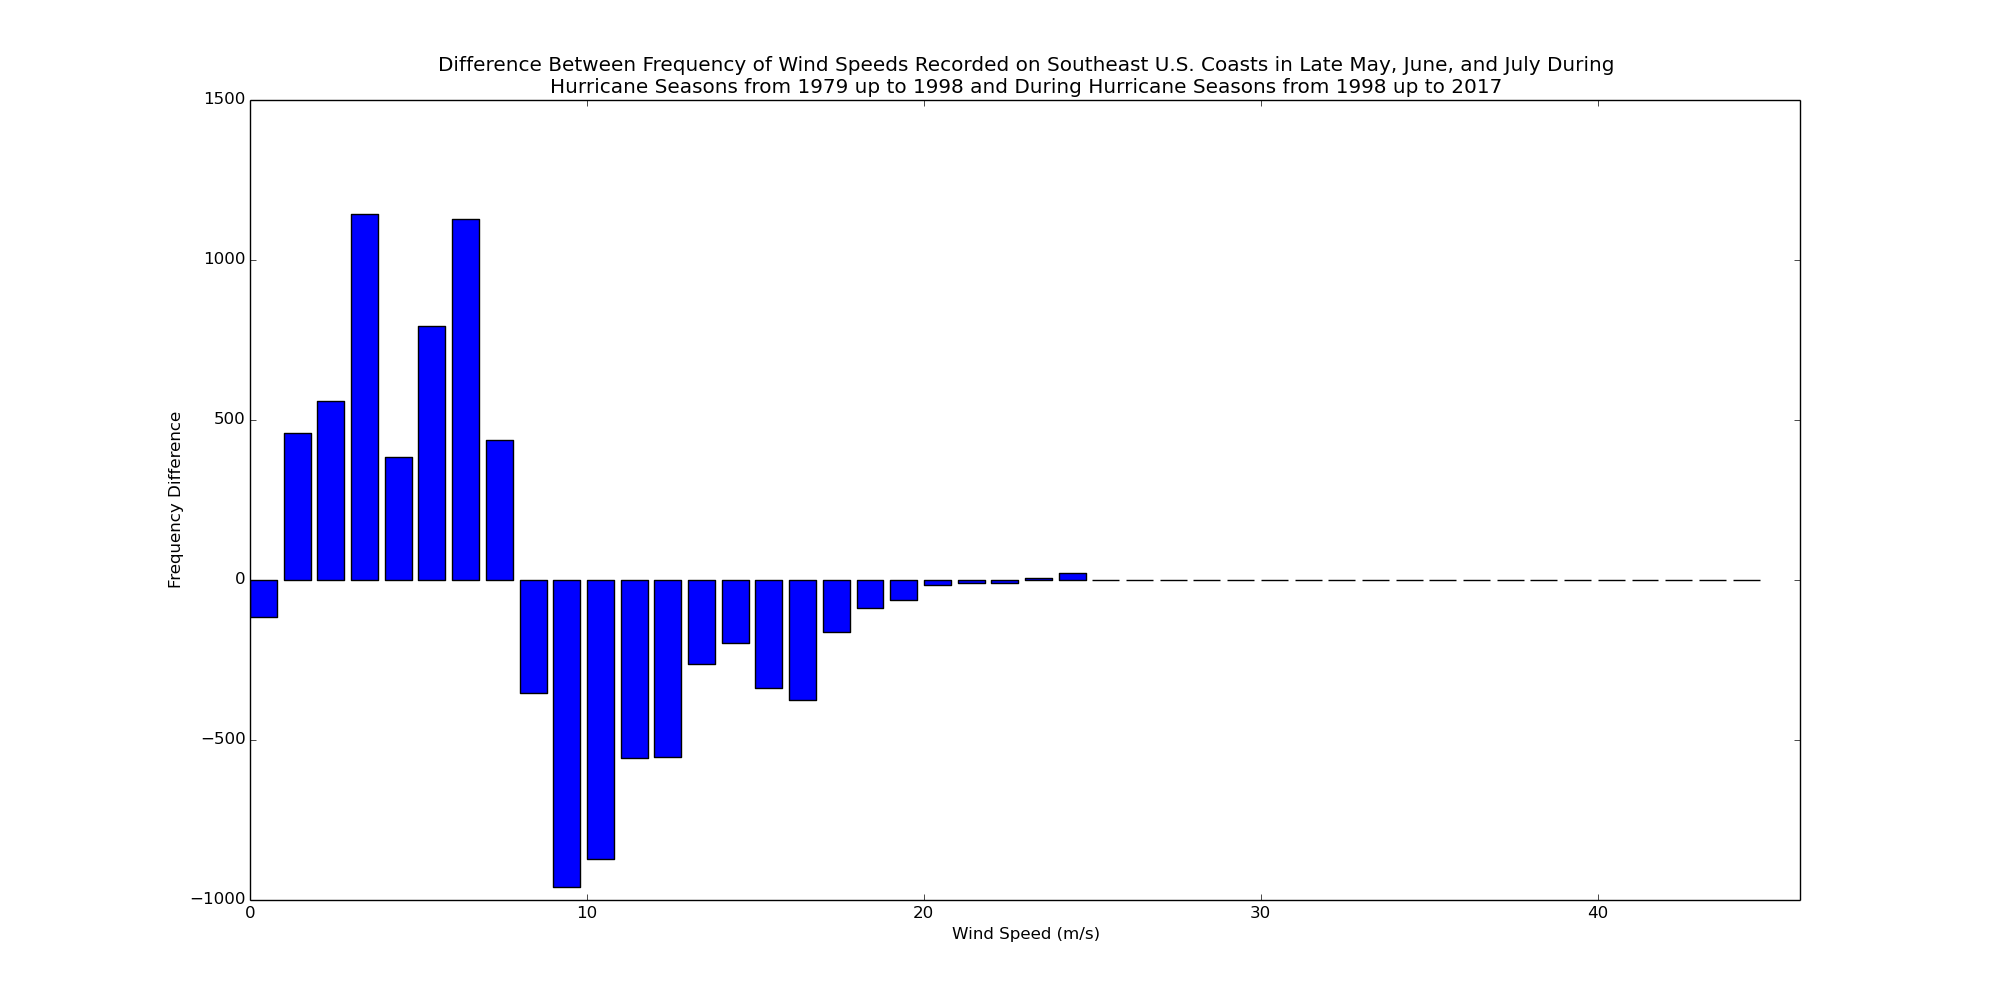 Difference Between Frequency of Wind Speeds Recorded on Southeast U.S. Coasts in Late May, June, and July During
Hurricane Seasons from 1979 up to 1998 and During Hurricane Seasons from 1998 up to 2017
1500
1000
500
0
−500
−1000
Frequency Difference
0 10 20 30 40
Wind Speed (m/s)